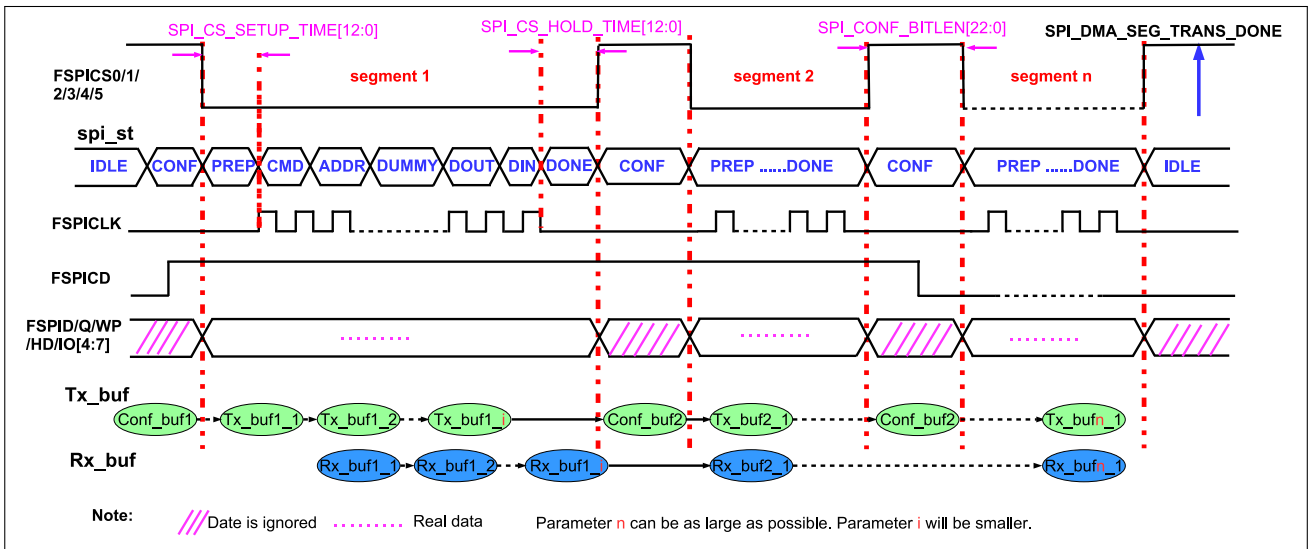 SPI_CS_SETUP_TIME[12:0] SPI_CS_HOLD_TIME[12:0] SPI_CONF_BITLEN[22:0] SPI_DMA_SEG_TRANS_DONE
FSPICS0/1/
2/3/4/5
segment 1 segment 2 segment n
spi_st
IDLE CONF PREP CMD ADDR DUMMY DOUT DIN DONE CONF PREP ......DONE CONF PREP ......DONE IDLE
FSPICLK
FSPICD
FSPID/Q/WP
/HD/IO[4:7]
Tx_buf
Conf_buf1 Tx_buf1_1 Tx_buf1_2 Tx_buf1_i Conf_buf2 Tx_buf2_1 Conf_buf2 Tx_bufn_1
Rx_buf
Rx_buf1_1 Rx_buf1_2 Rx_buf1_i Rx_buf2_1 Rx_bufn_1
Note: Date is ignored Real data Parameter n can be as large as possible. Parameter i will be smaller.